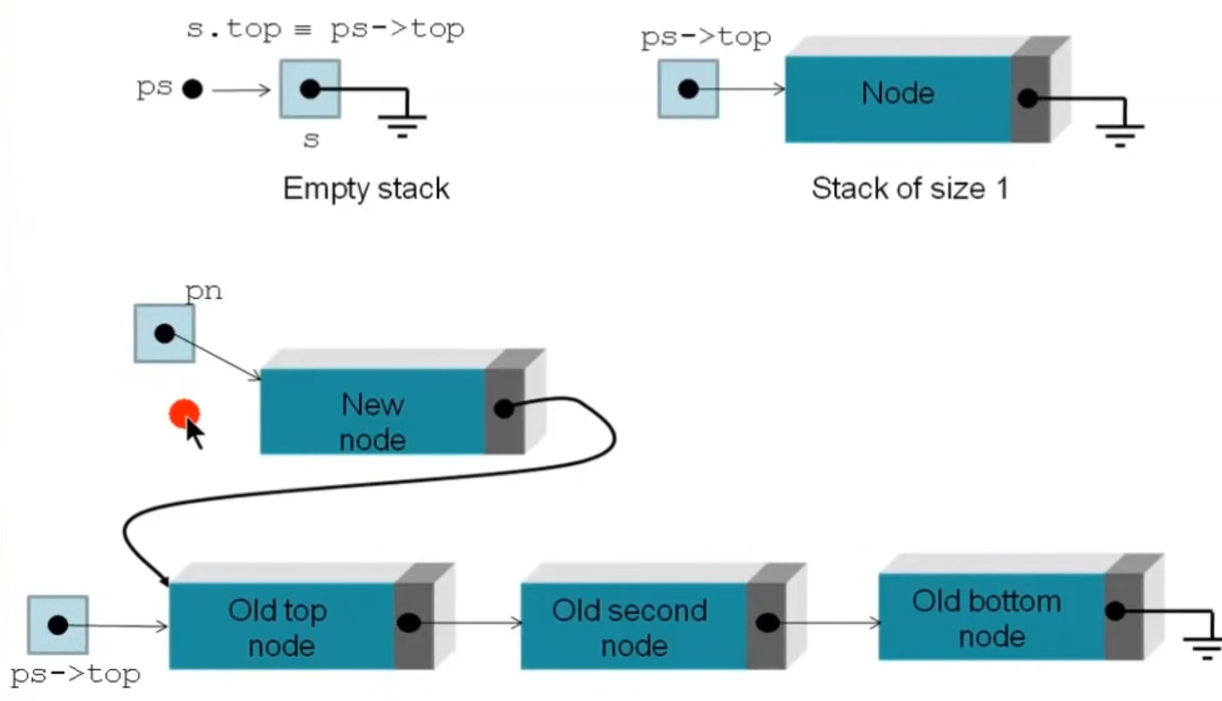 s.top ≡ ps->top
ps
s
Empty stack
ps->top
Node
Stack of size 1
pn
New
node
Old top
node
Old second
node
Old bottom
node
ps->top